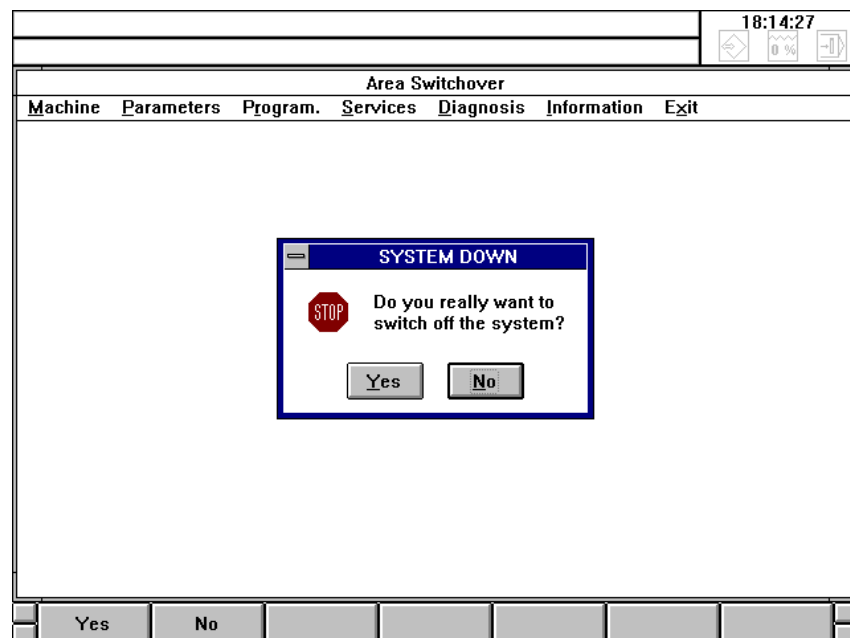 18:14:27
0 %
Area Switchover
Machine Parameters Program. Services Diagnosis Information Exit
SYSTEM DOWN
STOP
Do you really want to
switch off the system?
Yes No
Yes No